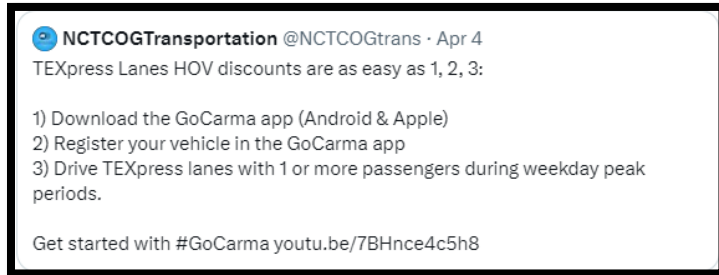 NCTCOGTransportation @NCTCOGtrans · Apr 4
TEXpress Lanes HOV discounts are as easy as 1, 2, 3:
1) Download the GoCarma app (Android & Apple)
2) Register your vehicle in the GoCarma app
3) Drive TEXpress lanes with 1 or more passengers during weekday peak
periods.
Get started with #GoCarma youtu.be/7BHnce4c5h8